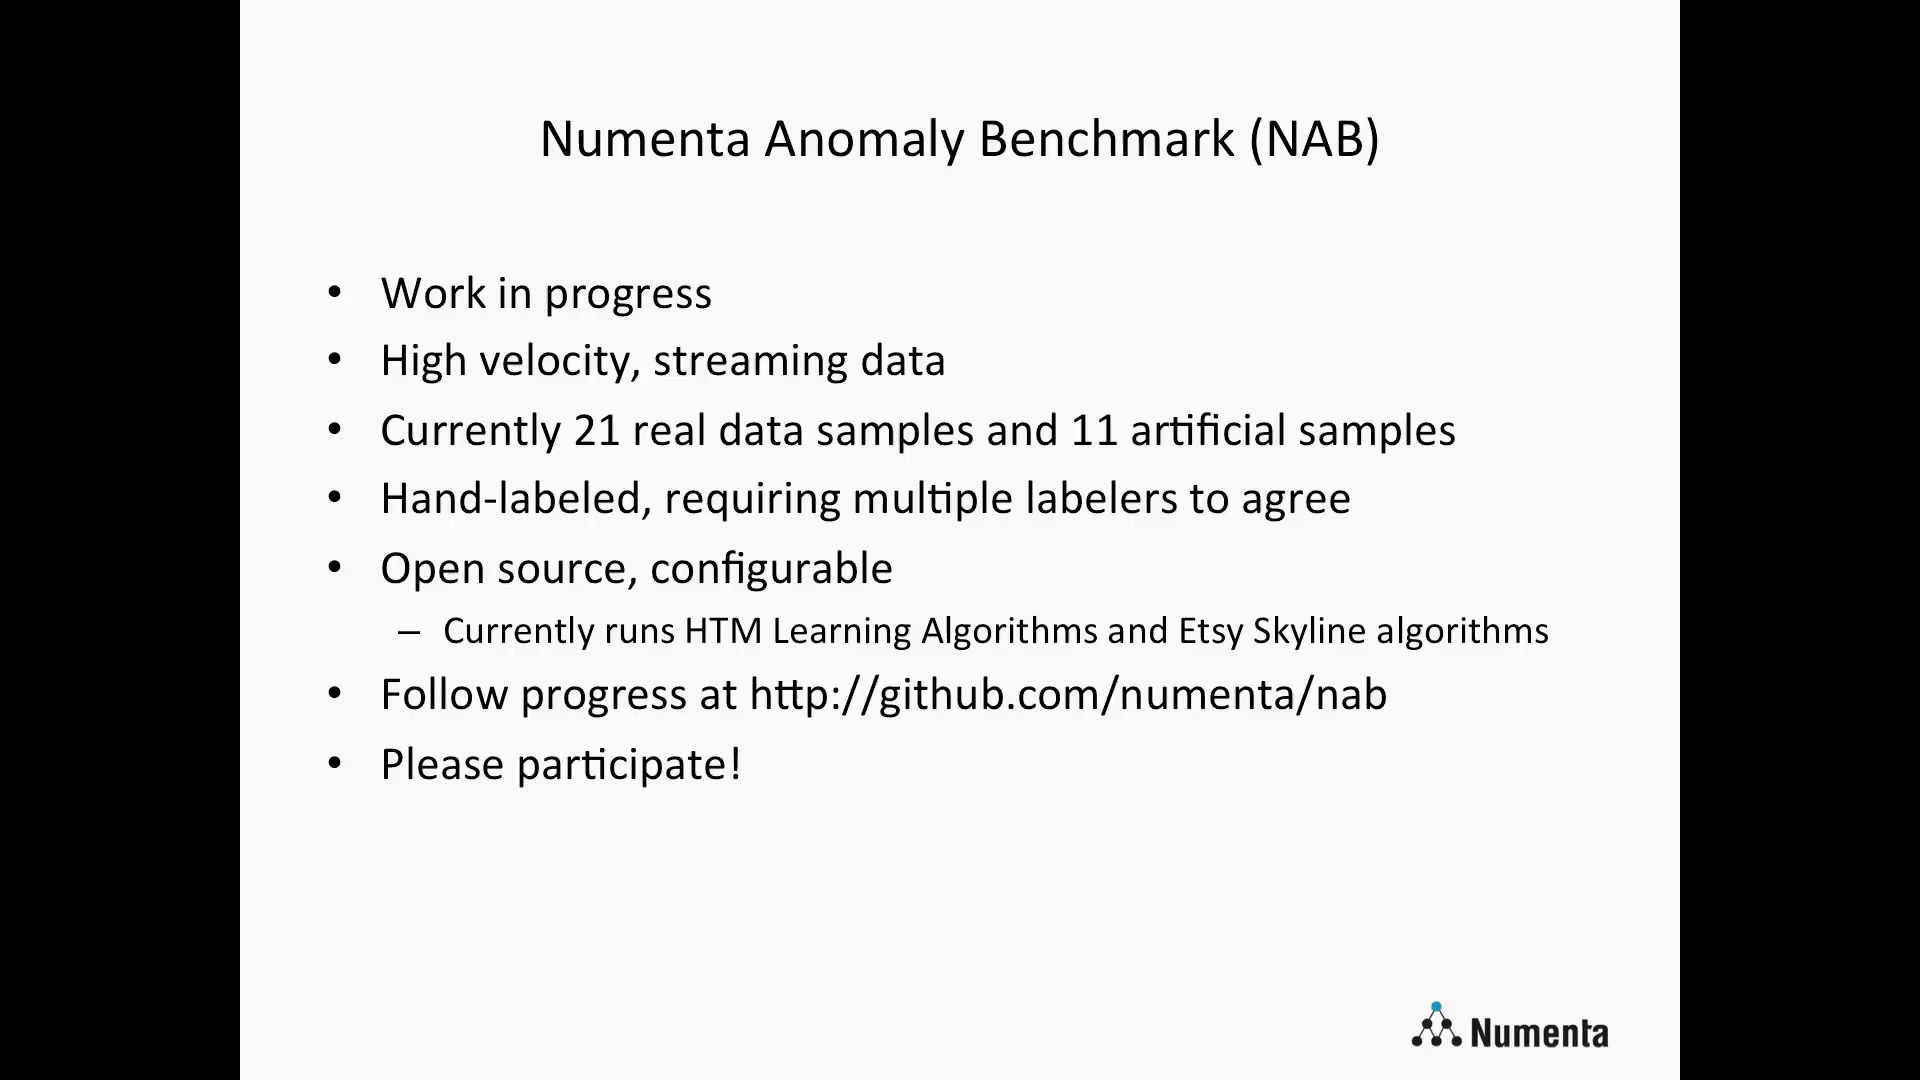 Numenta Anomaly Benchmark (NAB)
• Work in progress
• High velocity, streaming data
• Currently 21 real data samples and 11 artificial samples
• Hand-labeled, requiring multiple labelers to agree
• Open source, configurable
– Currently runs HTM Learning Algorithms and Etsy Skyline algorithms
• Follow progress at http://github.com/numenta/nab
• Please participate!
Numenta